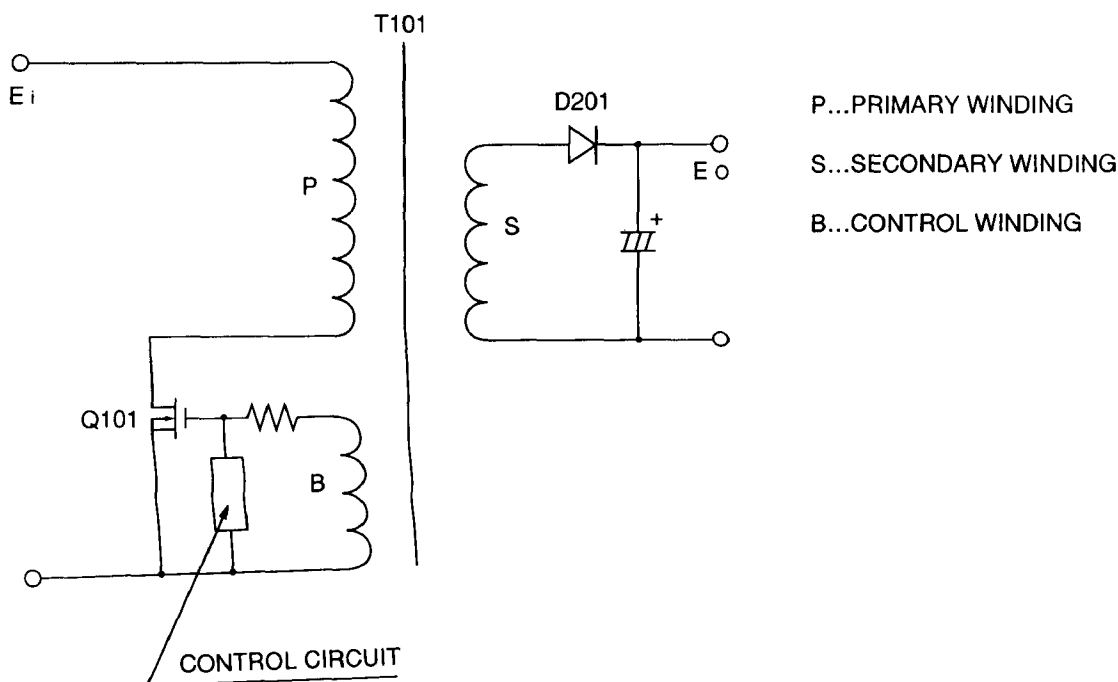 T101
E i
D201
E o
P
S
P...PRIMARY WINDING
S...SECONDARY WINDING
B...CONTROL WINDING
Q101
B
+
CONTROL CIRCUIT